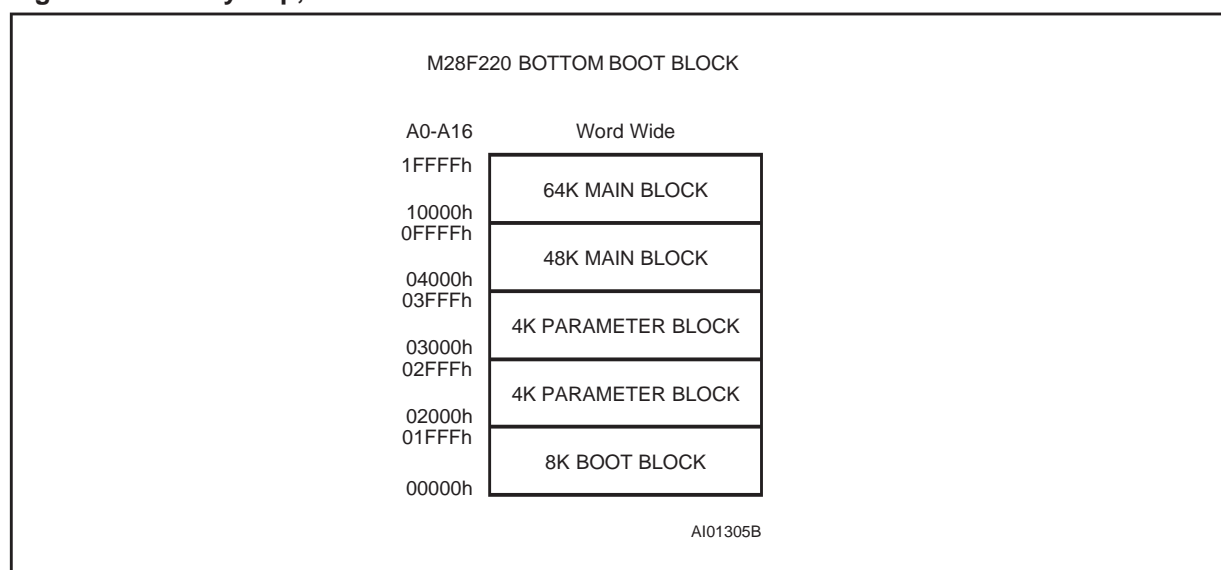 M28F220 BOTTOM BOOT BLOCK
A0-A16 Word Wide
1FFFFh
64K MAIN BLOCK
10000h
0FFFFh
48K MAIN BLOCK
04000h
03FFFh
4K PARAMETER BLOCK
03000h
02FFFh
4K PARAMETER BLOCK
02000h
01FFFh
8K BOOT BLOCK
00000h
AI01305B